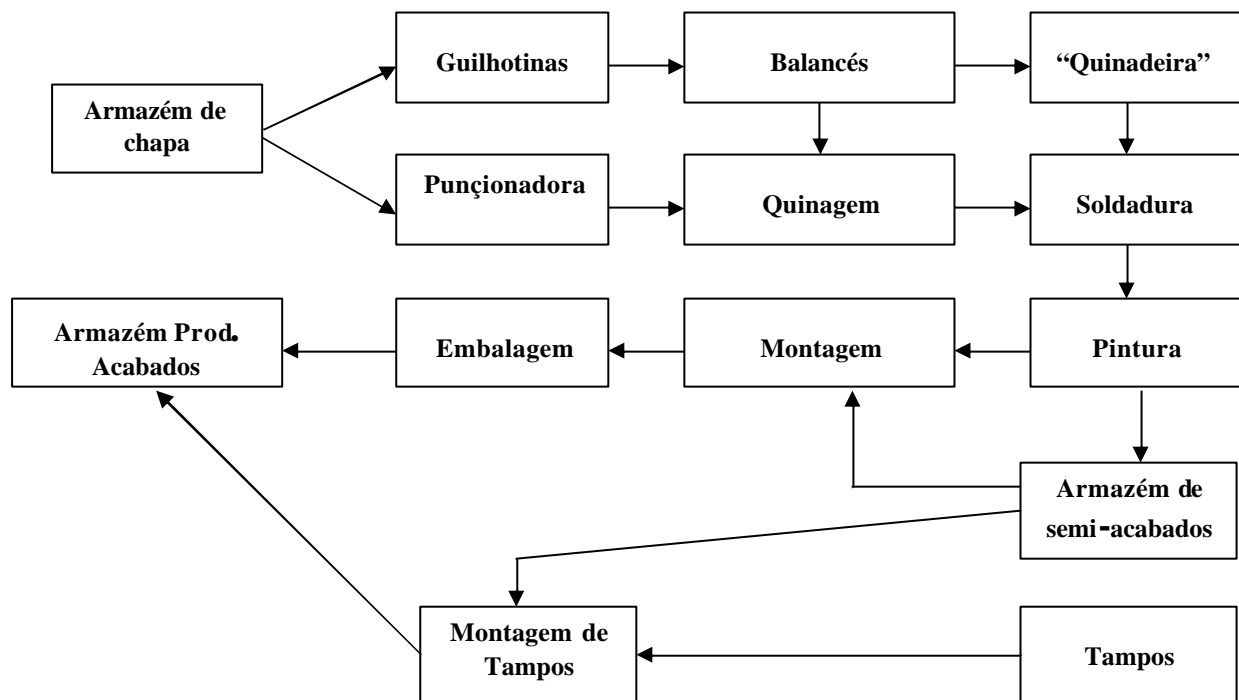 Guilhotinas
Balancés
“Quinadeira”
Armazém de
chapa
Punçionadora
Quinagem
Soldadura
Armazém Prod.
Acabados
Embalagem
Montagem
Pintura
Armazém de
semi-acabados
Montagem de
Tampos
Tampos